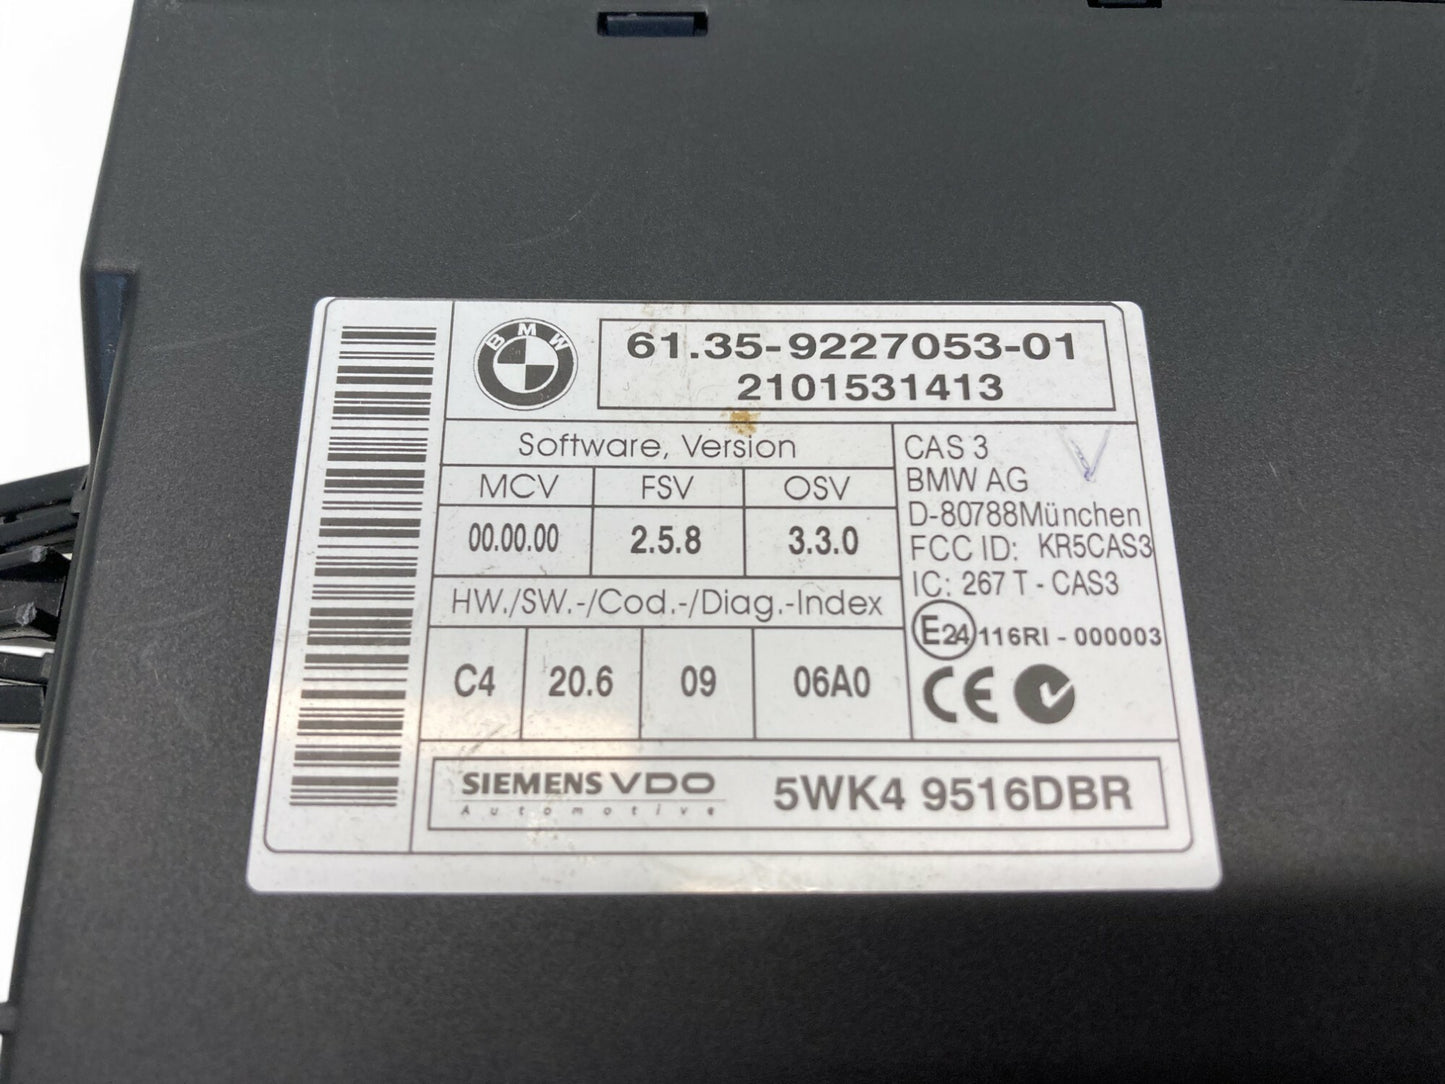 BMW
61.35-9227053-01
2101531413
Software, Version
MCV FSV OSV
00.00.00 2.5.8 3.3.0
HW./SW.-/Cod.-/Diag.-Index
C4 20.6 09 06A0
CAS 3
BMW AG
D-80788München
FCC ID: KR5CAS3
IC: 267 T - CAS3
E24 116RI - 000003
CE
SIEMENS VDO
Automotive
5WK4 9516DBR